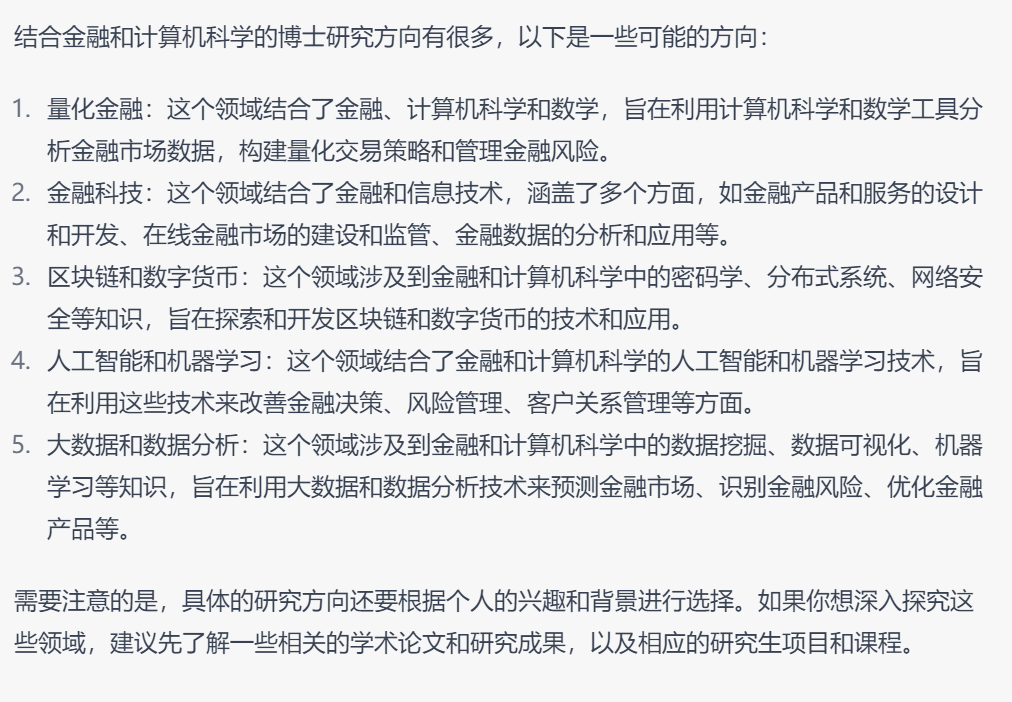 结合金融和计算机科学的博士研究方向有很多，以下是一些可能的方向：
1. 量化金融：这个领域结合了金融、计算机科学和数学，旨在利用计算机科学和数学工具分
析金融市场数据，构建量化交易策略和管理金融风险。
2. 金融科技：这个领域结合了金融和信息技术，涵盖了多个方面，如金融产品和服务的设计
和开发、在线金融市场的建设和监管、金融数据的分析和应用等。
3. 区块链和数字货币：这个领域涉及到金融和计算机科学中的密码学、分布式系统、网络安
全等知识，旨在探索和开发区块链和数字货币的技术和应用。
4. 人工智能和机器学习：这个领域结合了金融和计算机科学的人工智能和机器学习技术，旨
在利用这些技术来改善金融决策、风险管理、客户关系管理等方面。
5. 大数据和数据分析：这个领域涉及到金融和计算机科学中的数据挖掘、数据可视化、机器
学习等知识，旨在利用大数据和数据分析技术来预测金融市场、识别金融风险、优化金融
产品等。
需要注意的是，具体的研究方向还要根据个人的兴趣和背景进行选择。如果你想深入探究这
些领域，建议先了解一些相关的学术论文和研究成果，以及相应的研究生项目和课程。